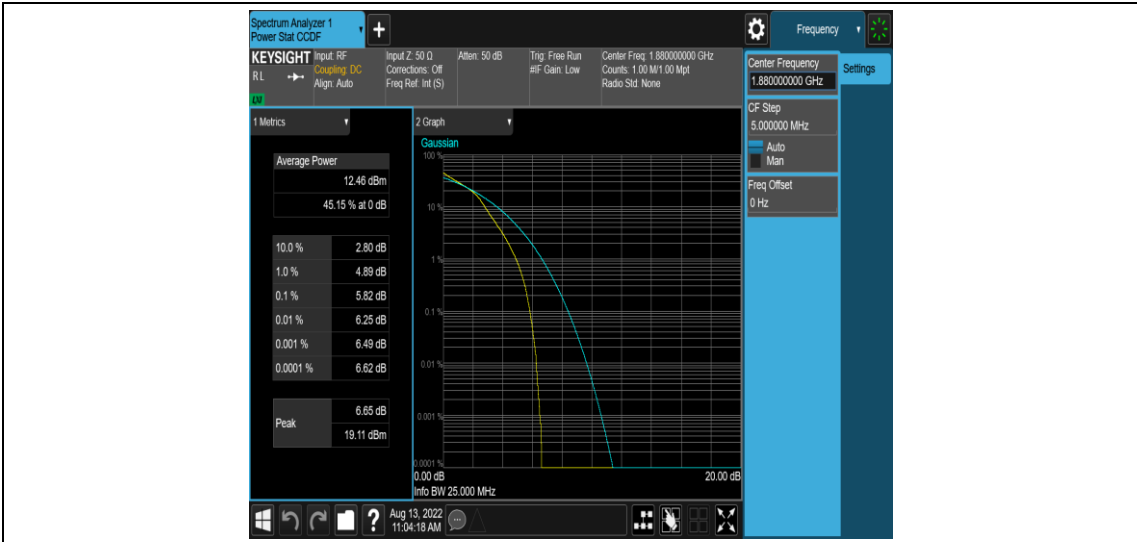 Spectrum Analyzer 1
Power Stat CCDF
+
Frequency
KEYSIGHT
RL
LXI
Input: RF
Coupling: DC
Align: Auto
Input Z: 50 Ω
Corrections: Off
Freq Ref: Int (S)
Atten: 50 dB
Trig: Free Run
#IF Gain: Low
Center Freq: 1.880000000 GHz
Counts: 1.00 M/1.00 Mpt
Radio Std: None
Center Frequency
1.880000000 GHz
Settings
CF Step
5.000000 MHz
Auto
Man
Freq Offset
0 Hz
1 Metrics
Average Power
12.46 dBm
45.15 % at 0 dB
10.0 % 2.80 dB
1.0 % 4.89 dB
0.1 % 5.82 dB
0.01 % 6.25 dB
0.001 % 6.49 dB
0.0001 % 6.62 dB
Peak
6.65 dB
19.11 dBm
2 Graph
Gaussian
100 %
10 %
1 %
0.1 %
0.01 %
0.001 %
0.0001 %
0.00 dB 20.00 dB
Info BW 25.000 MHz
?
Aug 13, 2022
11:04:18 AM